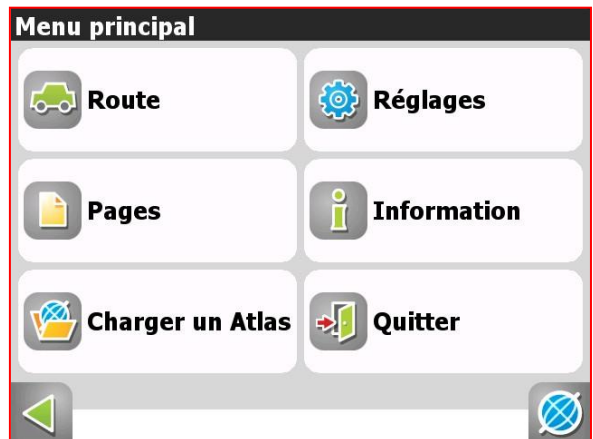 Menu principal
Route
Réglages
Pages
Information
Charger un Atlas
Quitter